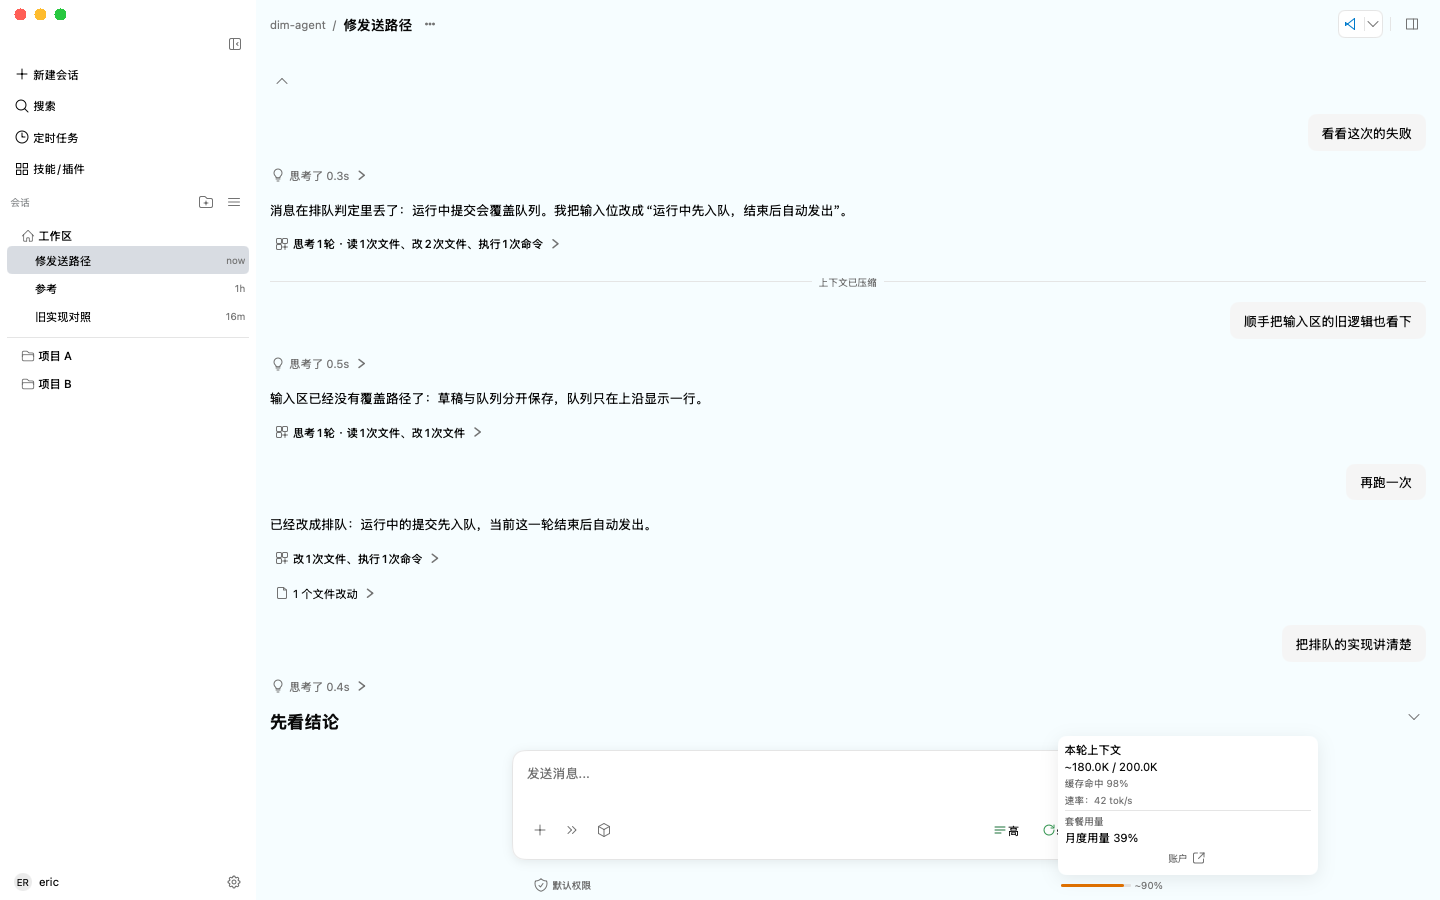 dim-agent / 修发送路径 ···
新建会话
搜索
定时任务
技能/插件
会话
工作区
修发送路径 now
参考 1h
旧实现对照 16m
项目 A
项目 B
ER eric
看看这次的失败
思考了 0.3s
消息在排队判定里丢了：运行中提交会覆盖队列。我把输入位改成“运行中先入队，结束后自动发出”。
思考1轮 · 读1次文件、改2次文件、执行1次命令
上下文已压缩
顺手把输入区的旧逻辑也看下
思考了 0.5s
输入区已经没有覆盖路径了：草稿与队列分开保存，队列只在上沿显示一行。
思考1轮 · 读1次文件、改1次文件
再跑一次
已经改成排队：运行中的提交先入队，当前这一轮结束后自动发出。
改1次文件、执行1次命令
1 个文件改动
把排队的实现讲清楚
思考了 0.4s
先看结论
发送消息...
高
本轮上下文
~180.0K / 200.0K
缓存命中 98%
速率：42 tok/s
套餐用量
月度用量 39%
账户
默认权限
~90%